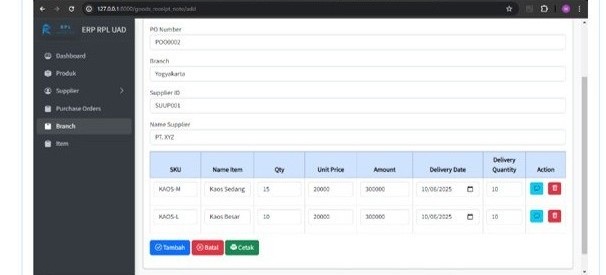 127.0.0.1:8000/goods_receipt_note/add
RPL
ERP RPL UAD
Dashboard
Produk
Supplier
Purchase Orders
Branch
Item
PO Number
PO0002
Branch
Yogyakarta
Supplier ID
SUUP001
Name Supplier
PT. XYZ
SKU Name Item Qty Unit Price Amount Delivery Date Delivery Quantity Action
KAOS-M Kaos Sedang 15 20000 300000 10/06/2025 10
KAOS-L Kaos Besar 10 20000 300000 10/06/2025 10
Tambah Batal Cetak